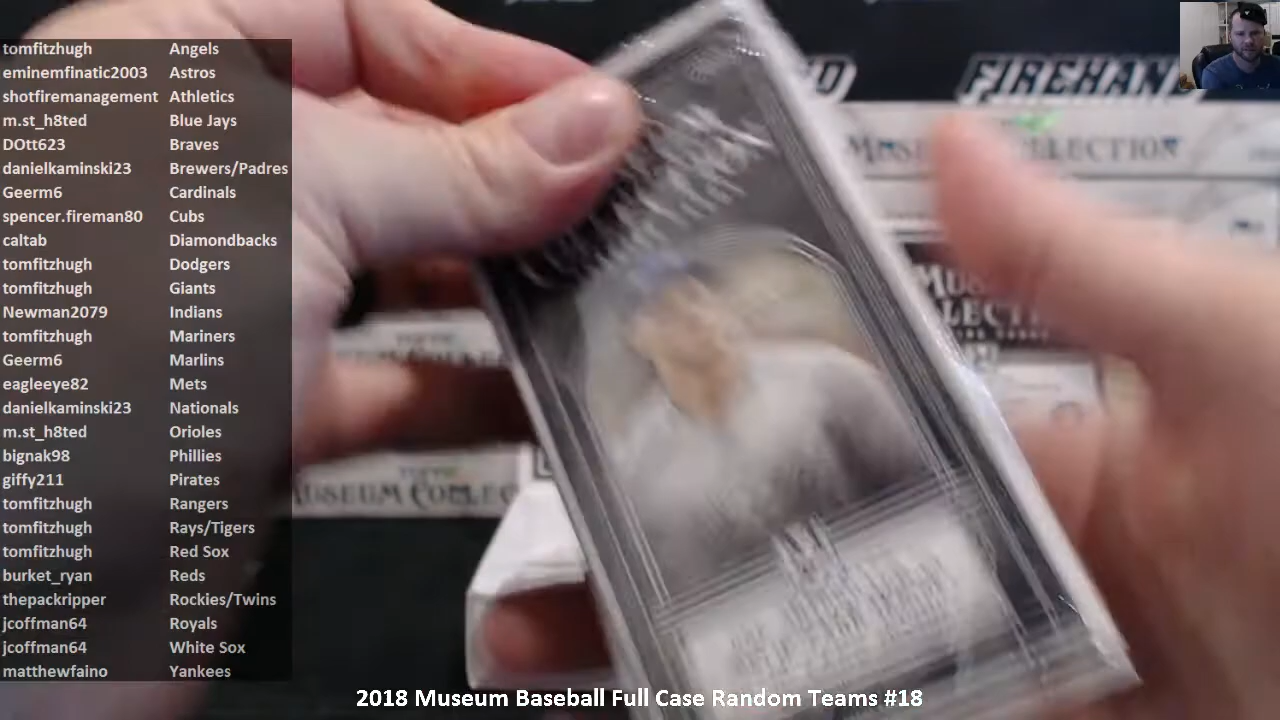 tomfitzhugh Angels
eminemfinatic2003 Astros
shotfiremanagement Athletics
m.st_h8ted Blue Jays
DOtt623 Braves
danielkaminski23 Brewers/Padres
Geerm6 Cardinals
spencer.fireman80 Cubs
caltab Diamondbacks
tomfitzhugh Dodgers
tomfitzhugh Giants
Newman2079 Indians
tomfitzhugh Mariners
Geerm6 Marlins
eagleeye82 Mets
danielkaminski23 Nationals
m.st_h8ted Orioles
bignak98 Phillies
giffy211 Pirates
tomfitzhugh Rangers
tomfitzhugh Rays/Tigers
tomfitzhugh Red Sox
burket_ryan Reds
thepackripper Rockies/Twins
jcoffman64 Royals
jcoffman64 White Sox
matthewfaino Yankees
FIREHAND
2018 Museum Baseball Full Case Random Teams #18